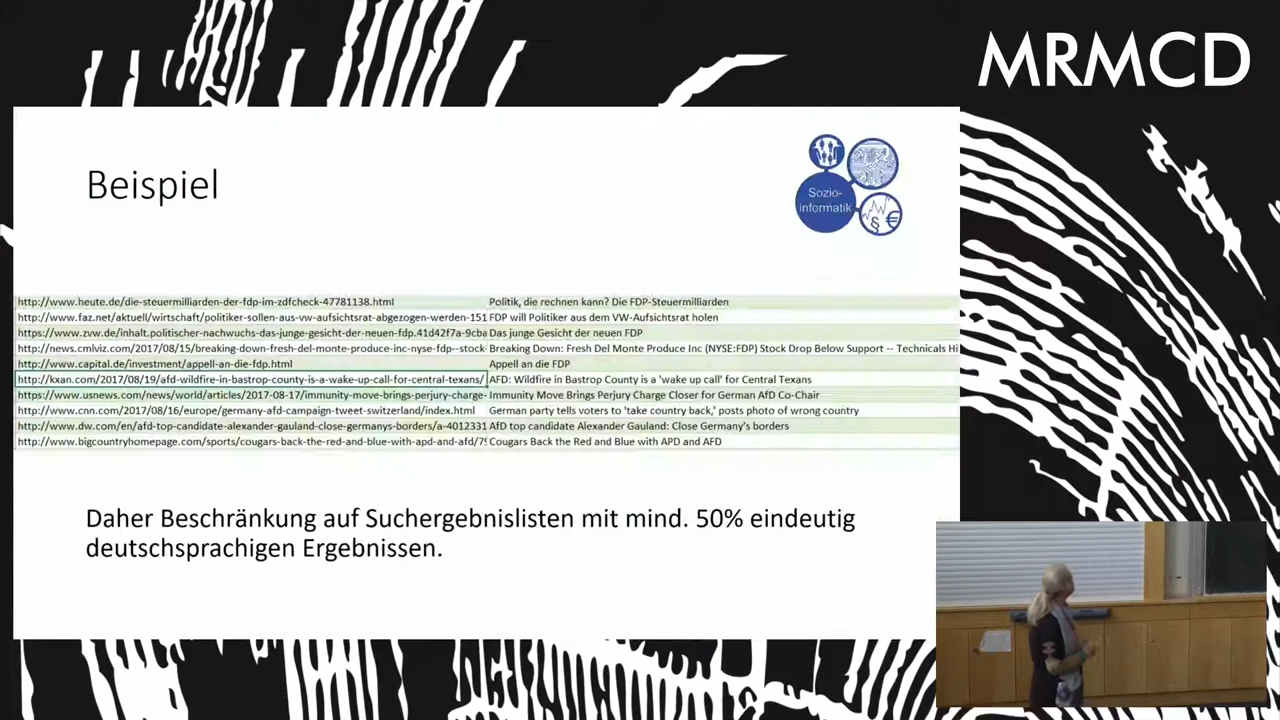 MRMCD
Beispiel
Sozio-
informatik
§ €
http://www.heute.de/die-steuermilliarden-der-fdp-im-zdfcheck-47781138.html Politik, die rechnen kann? Die FDP-Steuermilliarden
http://www.faz.net/aktuell/wirtschaft/politiker-sollen-aus-vw-aufsichtsrat-abgezogen-werden-151 FDP will Politiker aus dem VW-Aufsichtsrat holen
https://www.zvw.de/inhalt.politischer-nachwuchs-das-junge-gesicht-der-neuen-fdp.41d42f7a-9cba Das junge Gesicht der neuen FDP
http://news.cmlviz.com/2017/08/15/breaking-down-fresh-del-monte-produce-inc-nyse-fdp--stock- Breaking Down: Fresh Del Monte Produce Inc (NYSE:FDP) Stock Drop Below Support -- Technicals Hi
http://www.capital.de/investment/appell-an-die-fdp.html Appell an die FDP
http://kxan.com/2017/08/19/afd-wildfire-in-bastrop-county-is-a-wake-up-call-for-central-texas/ AFD: Wildfire in Bastrop County is a 'wake up call' for Central Texans
https://www.usnews.com/news/world/articles/2017-08-17/immunity-move-brings-perjury-charge- Immunity Move Brings Perjury Charge Closer for German AfD Co-Chair
http://www.cnn.com/2017/08/16/europe/germany-afd-campaign-tweet-switzerland/index.html German party tells voters to 'take country back,' posts photo of wrong country
http://www.dw.com/en/afd-top-candidate-alexander-gauland-close-germanys-borders/a-4012331 AfD top candidate Alexander Gauland: Close Germany's borders
http://www.bigcountryhomepage.com/sports/cougars-back-the-red-and-blue-with-apd-and-afd/79 Cougars Back the Red and Blue with APD and AFD
Daher Beschränkung auf Suchergebnislisten mit mind. 50% eindeutig
deutschsprachigen Ergebnissen.